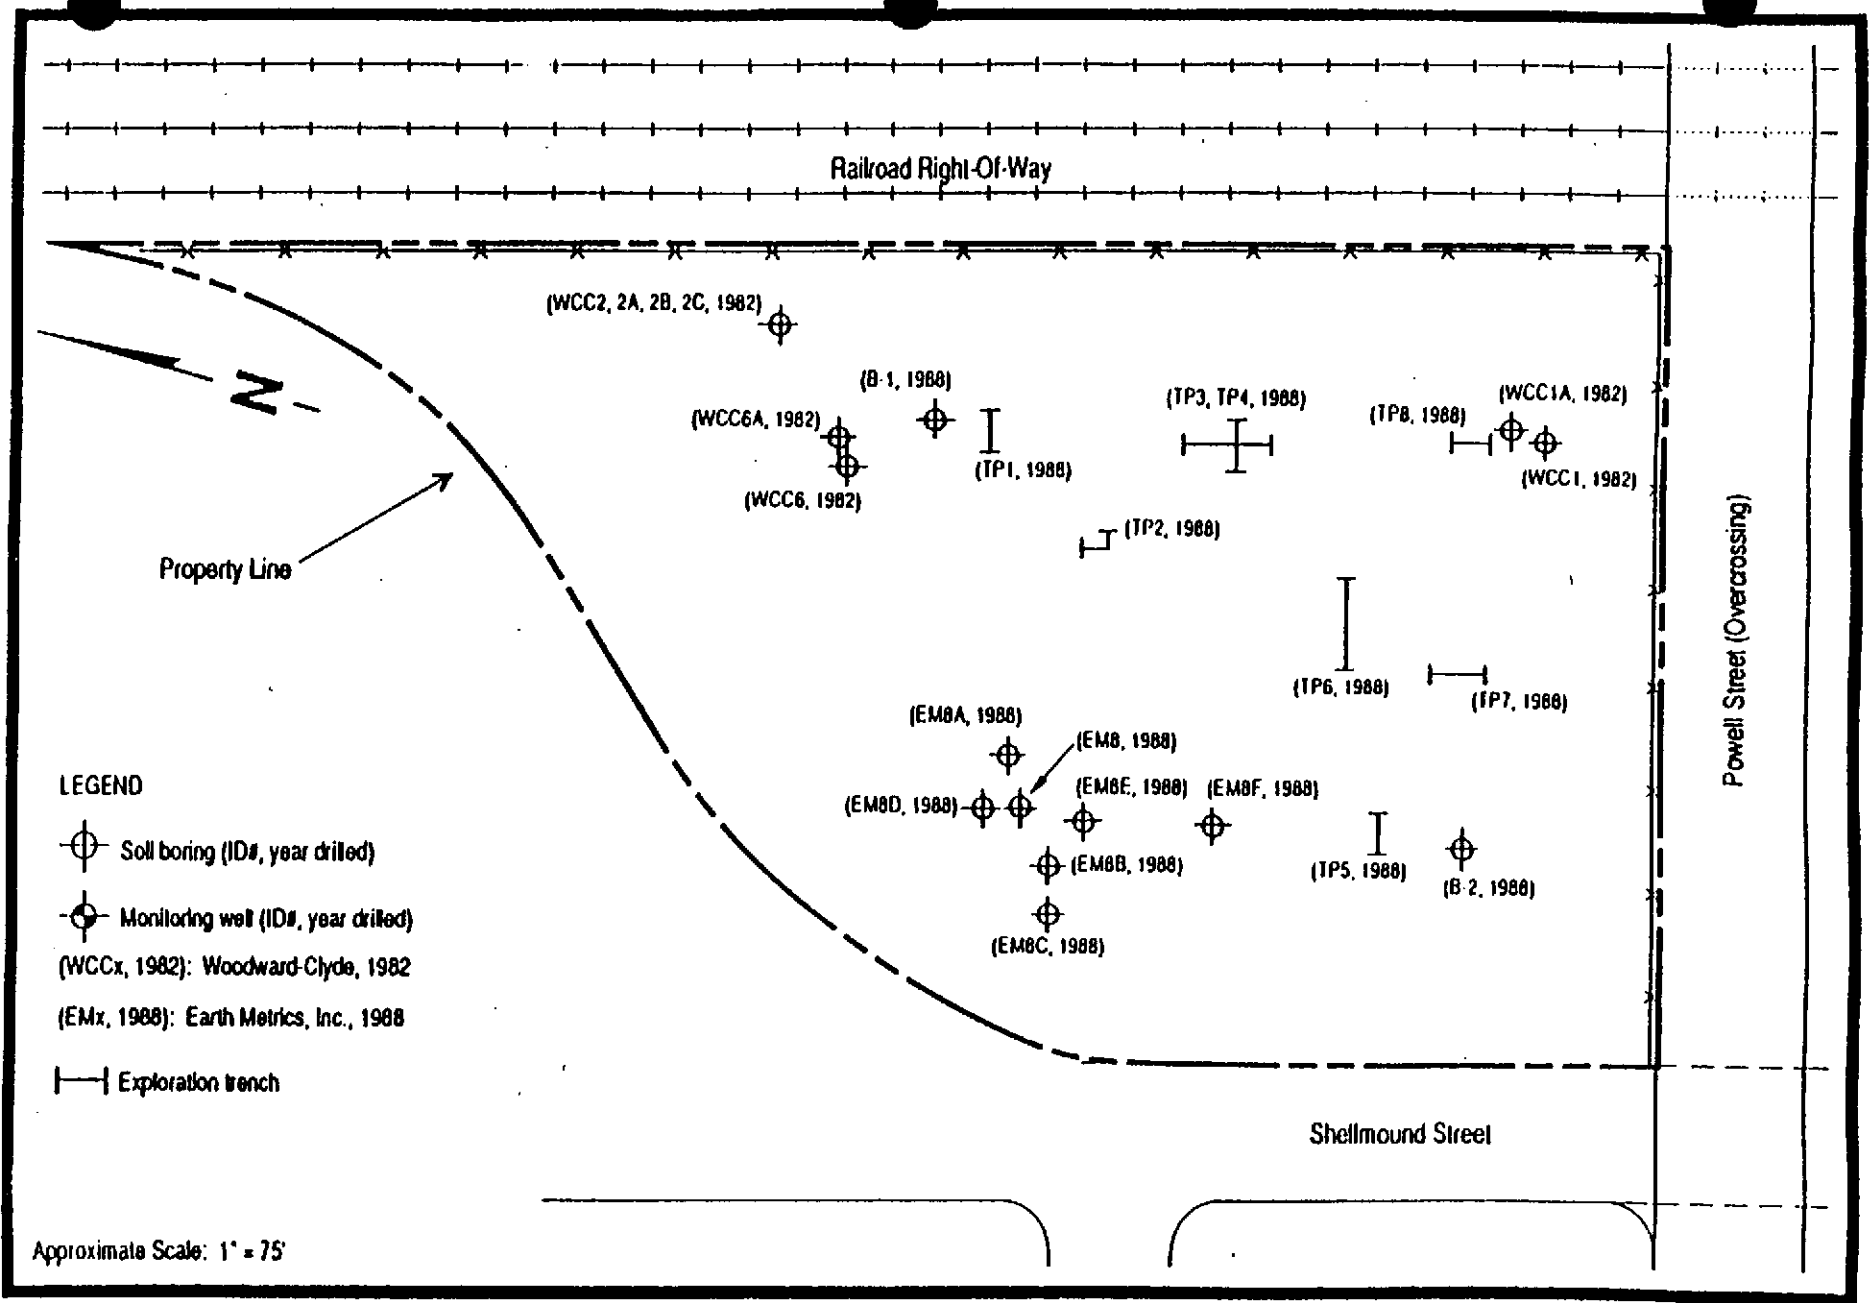 Railroad Right-Of-Way
(WCC2, 2A, 2B, 2C, 1982)
N
(B-1, 1988)
(WCC6A, 1982)
(TP3, TP4, 1988)
(WCC1A, 1982)
(TP8, 1988)
(TP1, 1988)
(WCC1, 1982)
(WCC6, 1982)
(TP2, 1988)
Property Line
Powell Street (Overcrossing)
(TP6, 1988)
(TP7, 1988)
(EM8A, 1988)
(EM8, 1988)
(EM8E, 1988)
(EM8F, 1988)
(EM8D, 1988)
(EM8B, 1988)
(TP5, 1988)
(B-2, 1988)
(EM8C, 1988)
LEGEND
Soil boring (ID#, year drilled)
Monitoring well (ID#, year drilled)
(WCCx, 1982): Woodward-Clyde, 1982
(EMx, 1988): Earth Metrics, Inc., 1988
Exploration trench
Shellmound Street
Approximate Scale: 1" = 75'